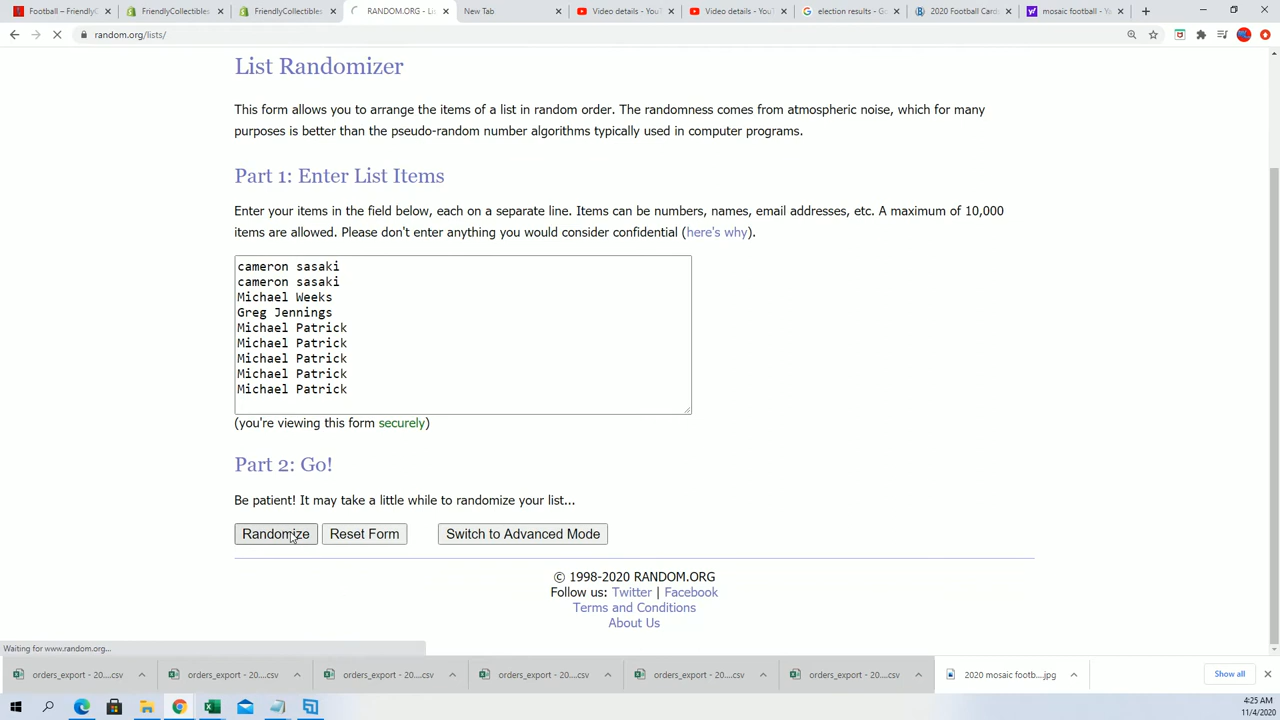 Football – FriendlyC
FriendlyCollectibles
FriendlyCollectibles
RANDOM.ORG - Lis
New Tab
Video details - YouT
Video details - YouT
election results - Go
2020 Football Cards
mosaic football - Ya
random.org/lists/
List Randomizer
This form allows you to arrange the items of a list in random order. The randomness comes from atmospheric noise, which for many
purposes is better than the pseudo-random number algorithms typically used in computer programs.
Part 1: Enter List Items
Enter your items in the field below, each on a separate line. Items can be numbers, names, email addresses, etc. A maximum of 10,000
items are allowed. Please don't enter anything you would consider confidential (here's why).
cameron sasaki
cameron sasaki
Michael Weeks
Greg Jennings
Michael Patrick
Michael Patrick
Michael Patrick
Michael Patrick
Michael Patrick
(you're viewing this form securely)
Part 2: Go!
Be patient! It may take a little while to randomize your list...
Randomize
Reset Form
Switch to Advanced Mode
© 1998-2020 RANDOM.ORG
Follow us: Twitter | Facebook
Terms and Conditions
About Us
Waiting for www.random.org...
orders_export - 20....csv
orders_export - 20....csv
orders_export - 20....csv
orders_export - 20....csv
orders_export - 20....csv
orders_export - 20....csv
2020 mosaic footb....jpg
Show all
4:25 AM
11/4/2020